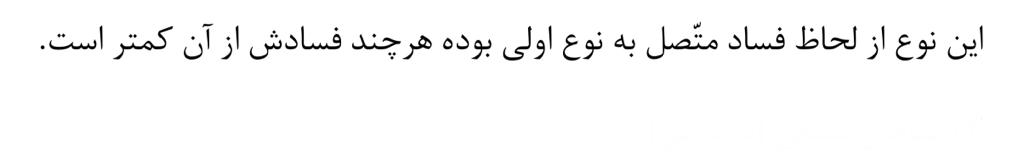 این نوع از لحاظ فساد متّصل به نوع اولی بوده هرچند فسادش از آن کمتر است.